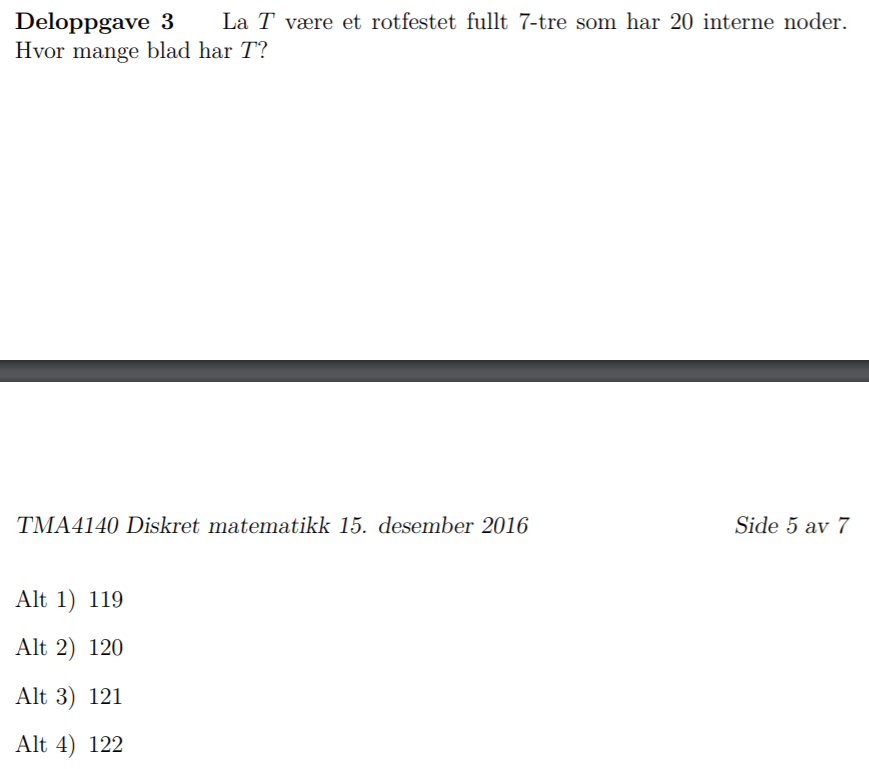 Deloppgave 3 La T være et rotfestet fullt 7-tre som har 20 interne noder.
Hvor mange blad har T?
TMA4140 Diskret matematikk 15. desember 2016 Side 5 av 7
Alt 1) 119
Alt 2) 120
Alt 3) 121
Alt 4) 122